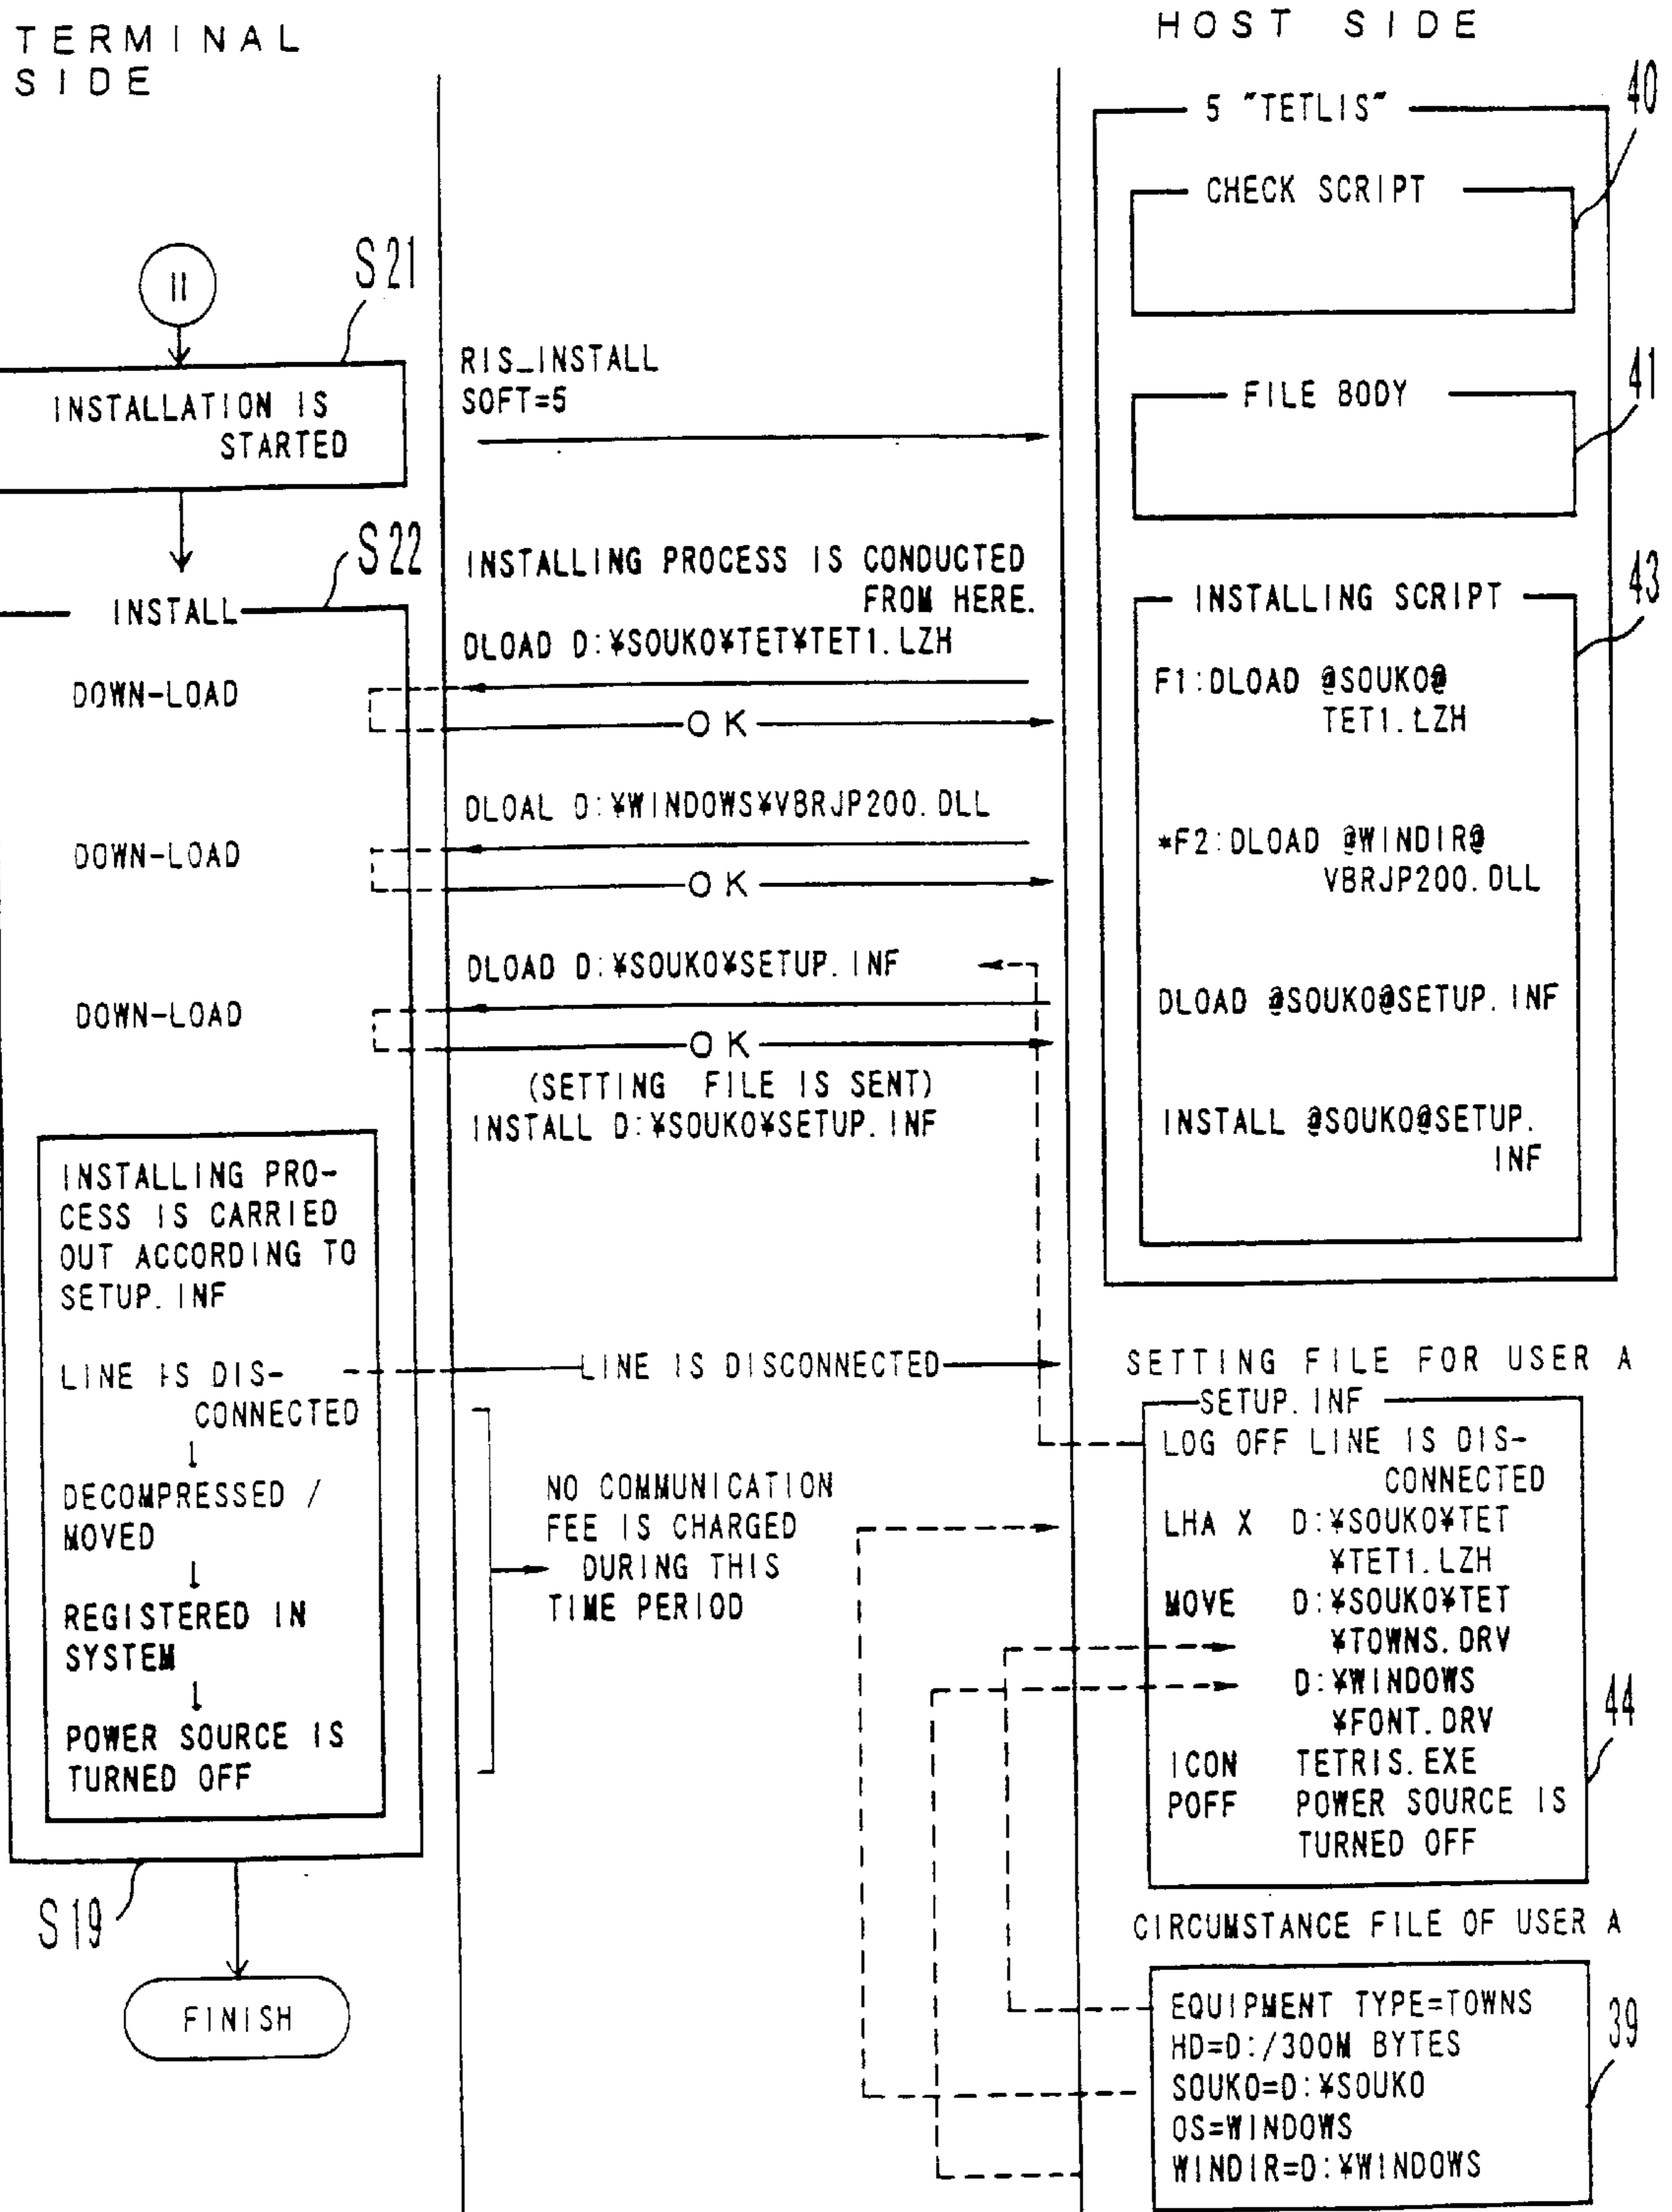 TERMINAL
SIDE
HOST SIDE
40
5 "TETLIS"
CHECK SCRIPT
II
S21
INSTALLATION IS
STARTED
RIS_INSTALL
SOFT=5
41
FILE BODY
S22
INSTALL
INSTALLING PROCESS IS CONDUCTED
FROM HERE.
43
INSTALLING SCRIPT
DLOAD D:¥SOUKO¥TET¥TET1.LZH
DOWN-LOAD
OK
F1:DLOAD @SOUKO@
TET1.LZH
DLOAL D:¥WINDOWS¥VBRJP200.DLL
DOWN-LOAD
OK
*F2:DLOAD @WINDIR@
VBRJP200.DLL
DLOAD D:¥SOUKO¥SETUP.INF
DOWN-LOAD
OK
(SETTING FILE IS SENT)
INSTALL D:¥SOUKO¥SETUP.INF
DLOAD @SOUKO@SETUP.INF
INSTALL @SOUKO@SETUP.
INF
INSTALLING PRO-
CESS IS CARRIED
OUT ACCORDING TO
SETUP.INF
LINE IS DIS-
CONNECTED
↓
DECOMPRESSED /
MOVED
↓
REGISTERED IN
SYSTEM
↓
POWER SOURCE IS
TURNED OFF
LINE IS DISCONNECTED
NO COMMUNICATION
FEE IS CHARGED
DURING THIS
TIME PERIOD
SETTING FILE FOR USER A
SETUP.INF
LOG OFF LINE IS DIS-
CONNECTED
LHA X D:¥SOUKO¥TET
¥TET1.LZH
MOVE D:¥SOUKO¥TET
¥TOWNS.DRV
D:¥WINDOWS
¥FONT.DRV
ICON TETRIS.EXE
POFF POWER SOURCE IS
TURNED OFF
44
S19
FINISH
CIRCUMSTANCE FILE OF USER A
EQUIPMENT TYPE=TOWNS
HD=D:/300M BYTES
SOUKO=D:¥SOUKO
OS=WINDOWS
WINDIR=D:¥WINDOWS
39